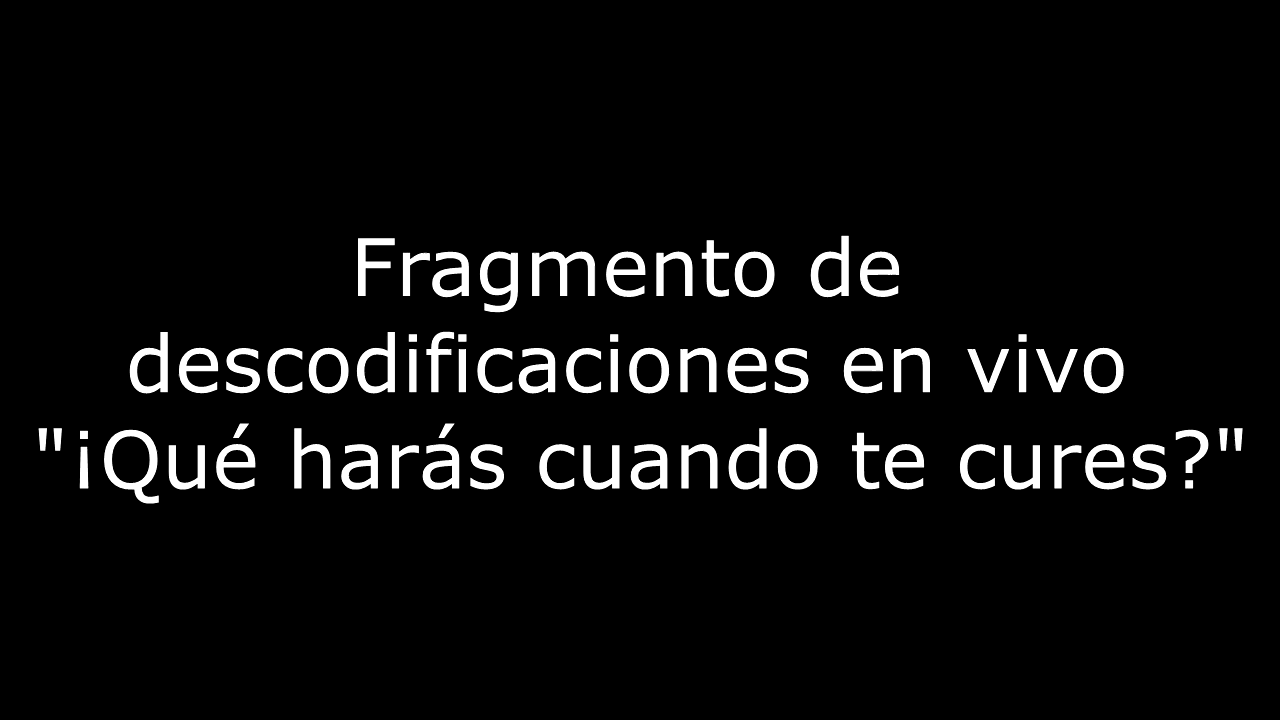 Fragmento de
descodificaciones en vivo
"¡Qué harás cuando te cures?"